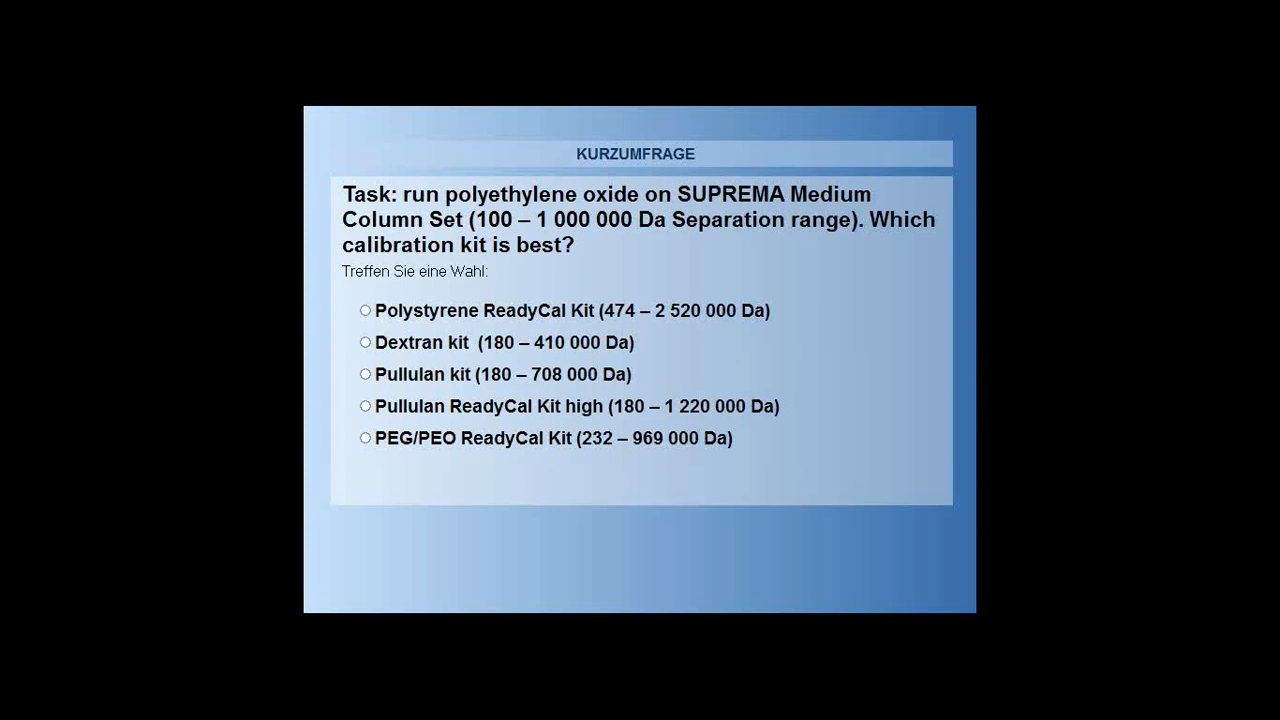 KURZUMFRAGE
Task: run polyethylene oxide on SUPREMA Medium
Column Set (100 – 1 000 000 Da Separation range). Which
calibration kit is best?
Treffen Sie eine Wahl:
Polystyrene ReadyCal Kit (474 – 2 520 000 Da)
Dextran kit (180 – 410 000 Da)
Pullulan kit (180 – 708 000 Da)
Pullulan ReadyCal Kit high (180 – 1 220 000 Da)
PEG/PEO ReadyCal Kit (232 – 969 000 Da)